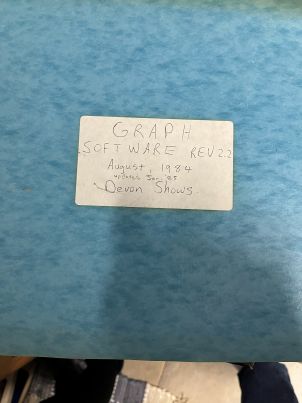 GRAPH
SOFTWARE REV 2.2
August, 1984
updated Jan '85
Devon Shows